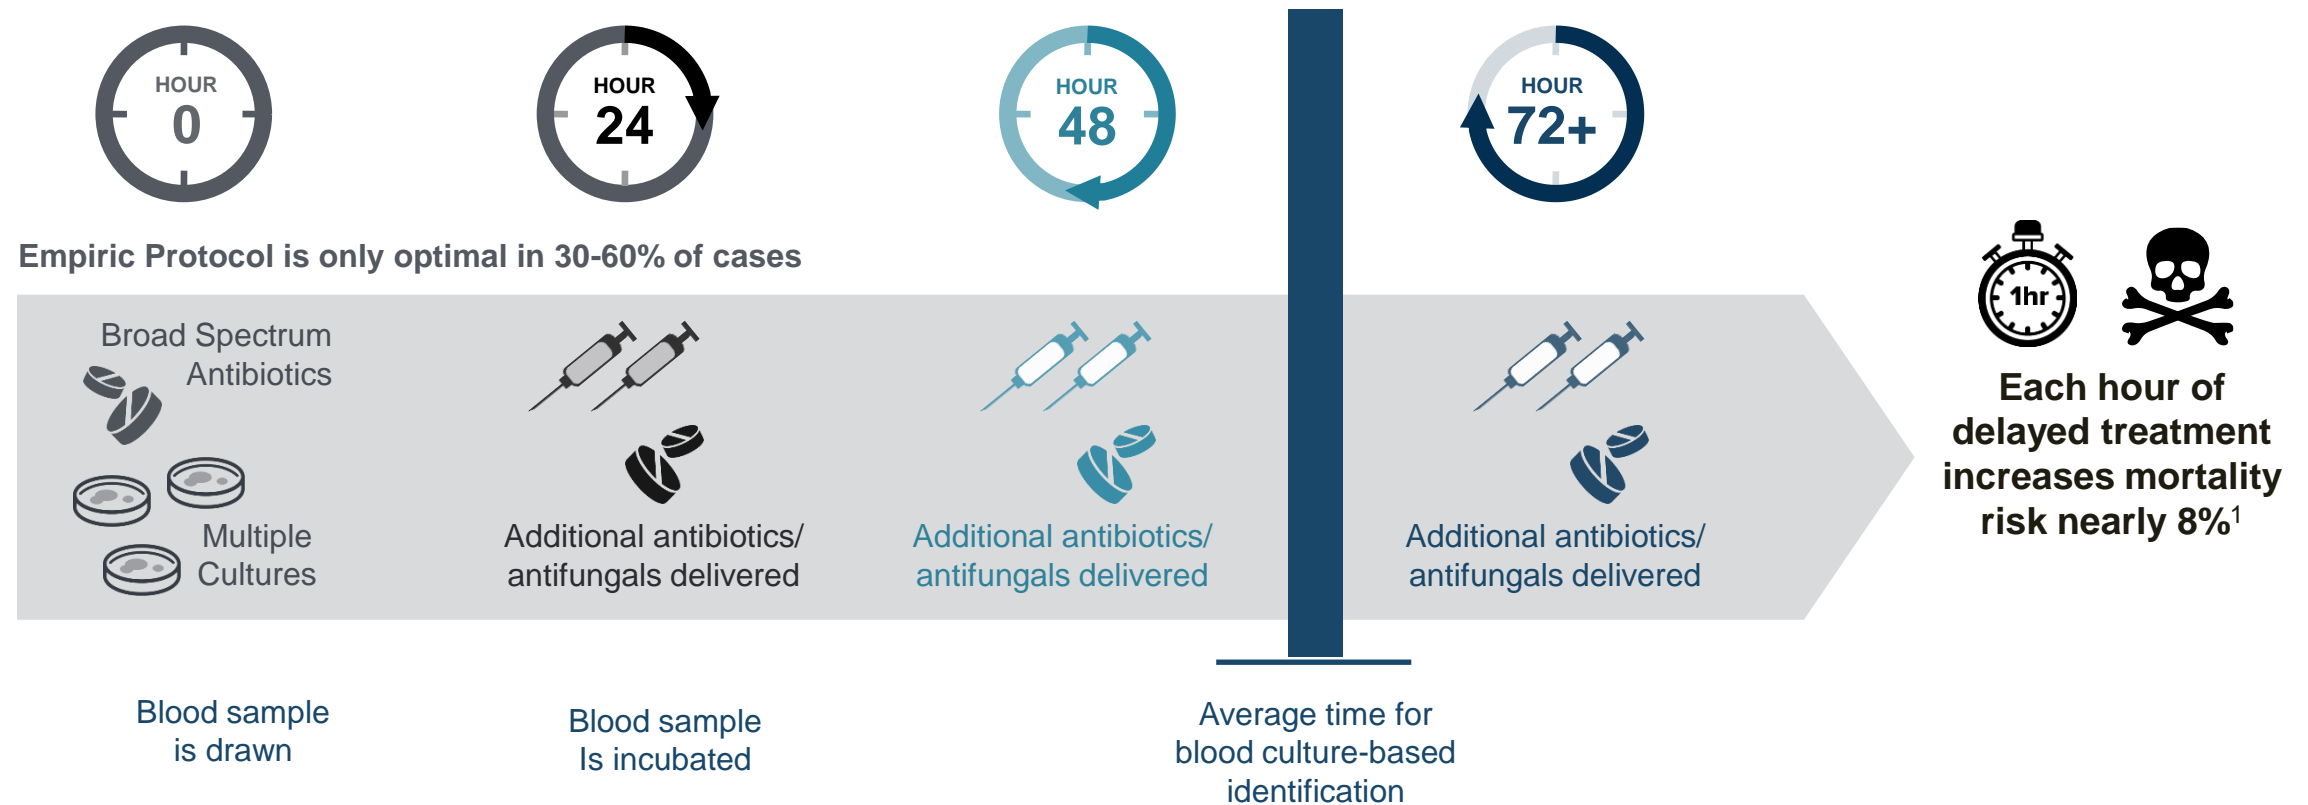 HOUR
0
HOUR
24
HOUR
48
HOUR
72+
Empiric Protocol is only optimal in 30-60% of cases
Broad Spectrum
Antibiotics
Multiple
Cultures
Additional antibiotics/
antifungals delivered
Additional antibiotics/
antifungals delivered
Additional antibiotics/
antifungals delivered
1hr
Each hour of
delayed treatment
increases mortality
risk nearly 8%¹
Blood sample
is drawn
Blood sample
Is incubated
Average time for
blood culture-based
identification